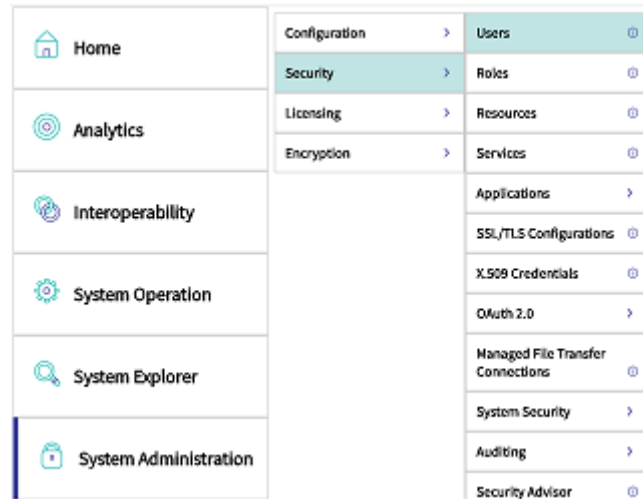 Home
Analytics
Interoperability
System Operation
System Explorer
System Administration
Configuration
Security
Licensing
Encryption
Users
Roles
Resources
Services
Applications
SSL/TLS Configurations
X.509 Credentials
OAuth 2.0
Managed File Transfer
Connections
System Security
Auditing
Security Advisor